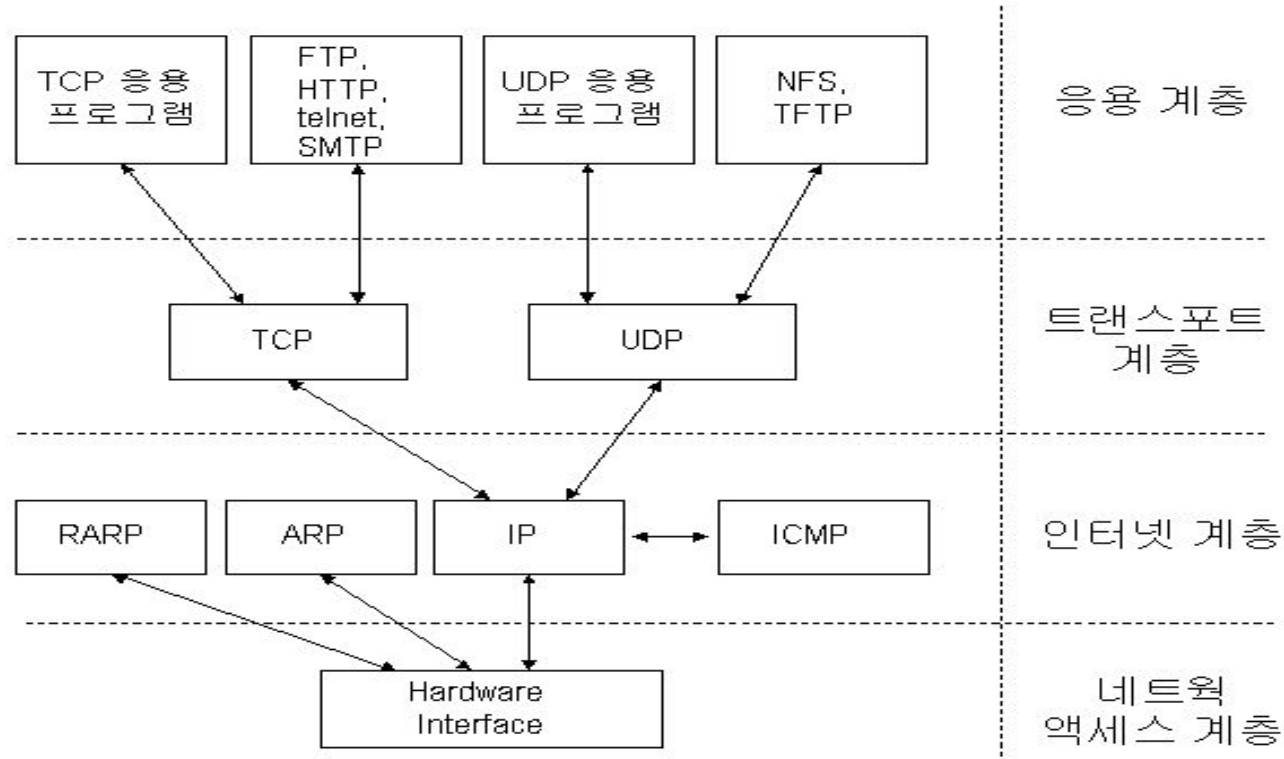 TCP 응용
프로그램
FTP,
HTTP,
telnet,
SMTP
UDP 응용
프로그램
NFS,
TFTP
응용 계층
TCP
UDP
트랜스포트
계층
RARP
ARP
IP
ICMP
인터넷 계층
Hardware
Interface
네트웍
액세스 계층